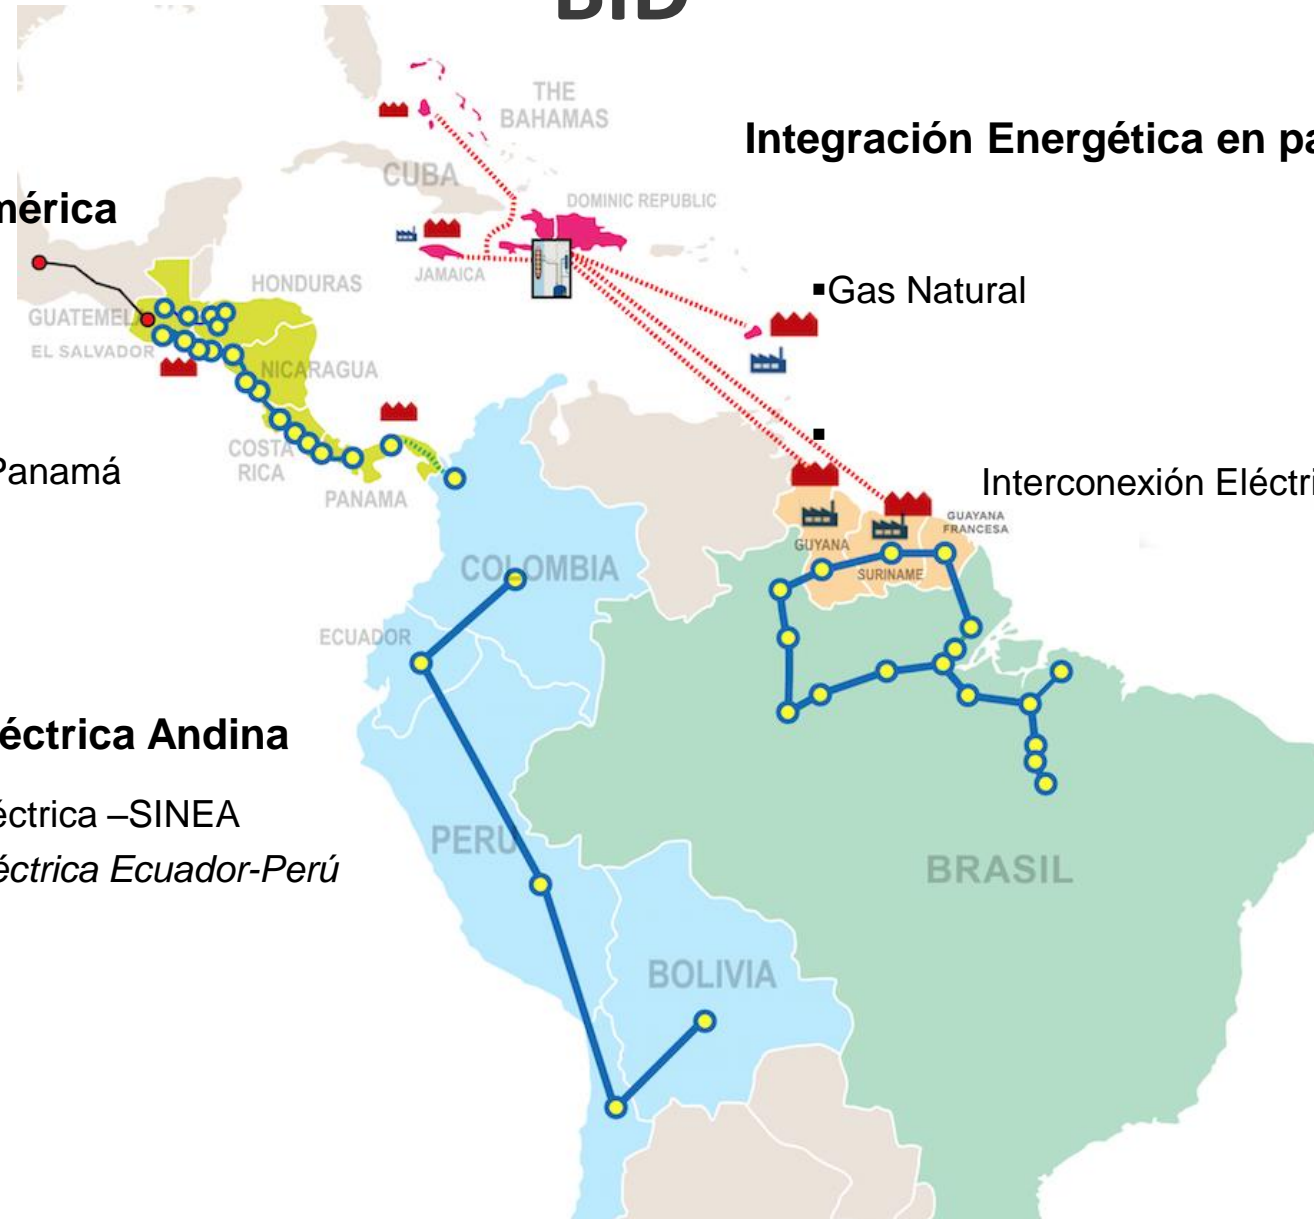 BID
THE
BAHAMAS
Integración Energética en pa
CUBA
mérica
DOMINIC REPUBLIC
JAMAICA
HONDURAS
▪Gas Natural
GUATEMEL
EL SALVADOR
NICARAGUA
▪
COSTA
RICA
Panamá
PANAMA
Interconexión Eléctri
GUAYANA
FRANCESA
GUYANA
SURINAME
COLOMBIA
ECUADOR
éctrica Andina
éctrica –SINEA
éctrica Ecuador-Perú
PERU
BRASIL
BOLIVIA